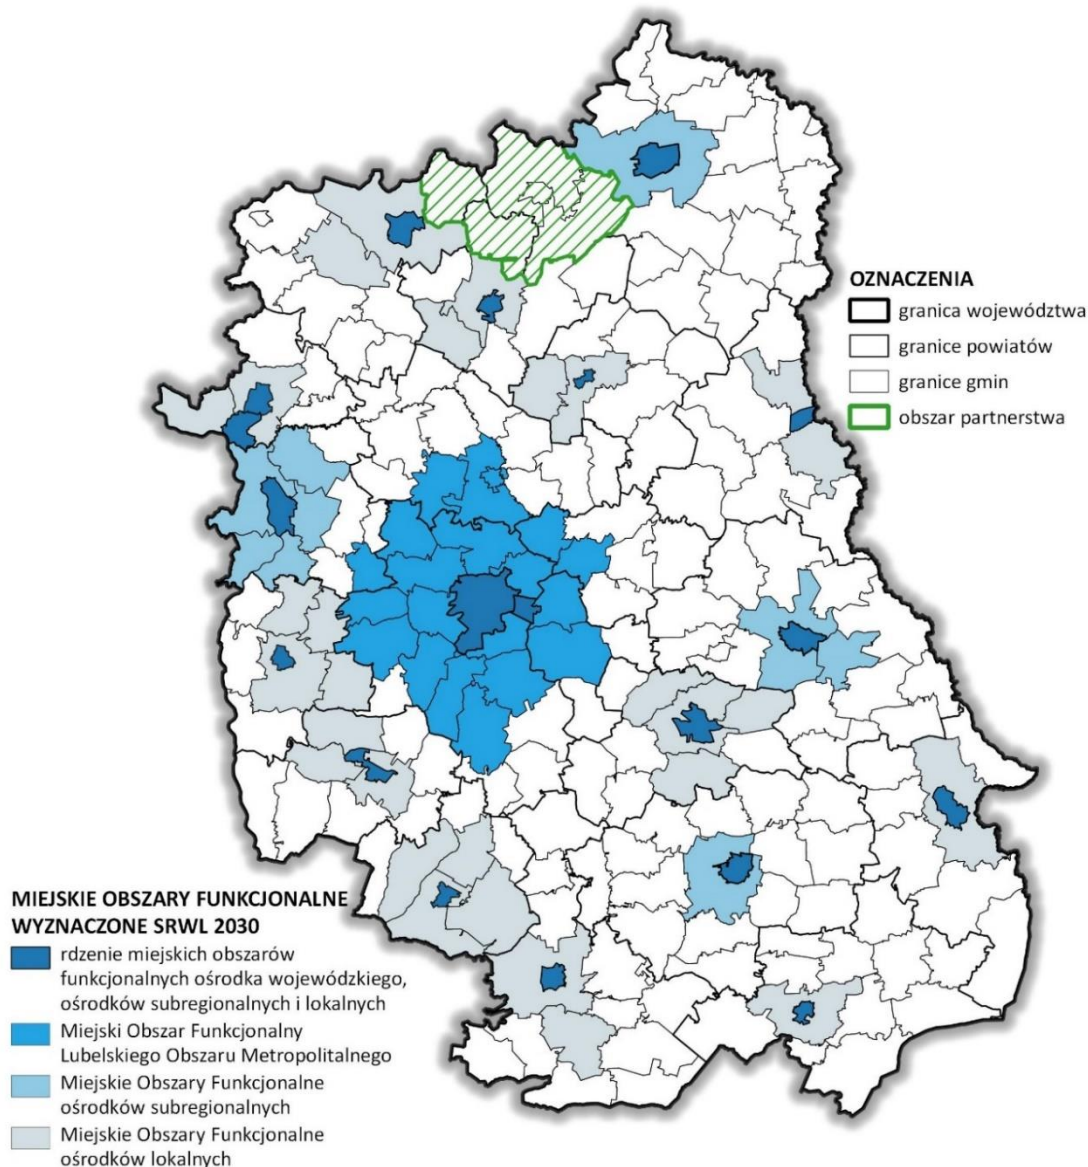 OZNACZENIA
granica województwa
granice powiatów
granice gmin
obszar partnerstwa
MIEJSKIE OBSZARY FUNKCJONALNE
WYZNACZONE SRWL 2030
rdzenie miejskich obszarów
funkcjonalnych ośrodka wojewódzkiego,
ośrodków subregionalnych i lokalnych
Miejski Obszar Funkcjonalny
Lubelskiego Obszaru Metropolitalnego
Miejskie Obszary Funkcjonalne
ośrodków subregionalnych
Miejskie Obszary Funkcjonalne
ośrodków lokalnych